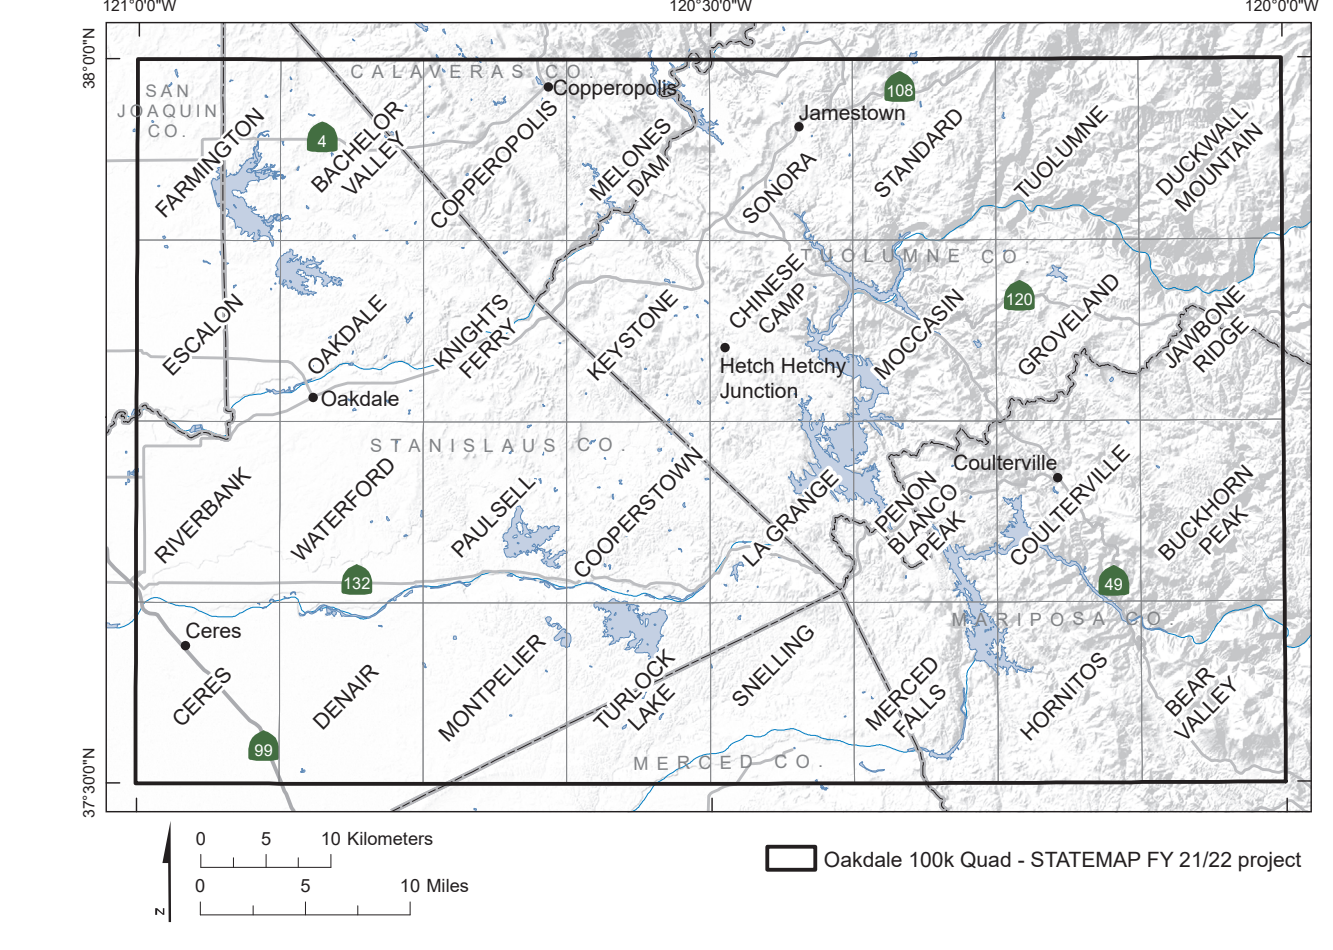 121°0'0"W
120°30'0"W
120°0'0"W
38°0'0"N
CALAVERAS CO.
Copperopolis
SAN
JOAQUIN
CO.
108
Jamestown
4
FARMINGTON
BACHELOR
VALLEY
COPPEROPOLIS
MELONES
DAM
SONORA
STANDARD
TUOLUMNE
DUCKWALL
MOUNTAIN
TUOLUMNE CO
120
ESCALON
OAKDALE
KNIGHTS
FERRY
KEYSTONE
CHINESE
CAMP
MOCCASIN
GROVELAND
JAWBONE
RIDGE
Hetch Hetchy
Junction
Oakdale
STANISLAUS CO.
Coulterville
RIVERBANK
WATERFORD
PAULSELL
COOPERSTOWN
LA GRANGE
PENON
BLANCO
PEAK
COULTERVILLE
BUCKHORN
PEAK
132
49
MARIPOSA CO.
Ceres
CERES
DENAIR
MONTPELIER
TURLOCK
LAKE
SNELLING
MERCED
FALLS
HORNITOS
BEAR
VALLEY
99
MERCED CO.
37°30'0"N
0 5 10 Kilometers
0 5 10 Miles
N
Oakdale 100k Quad - STATEMAP FY 21/22 project